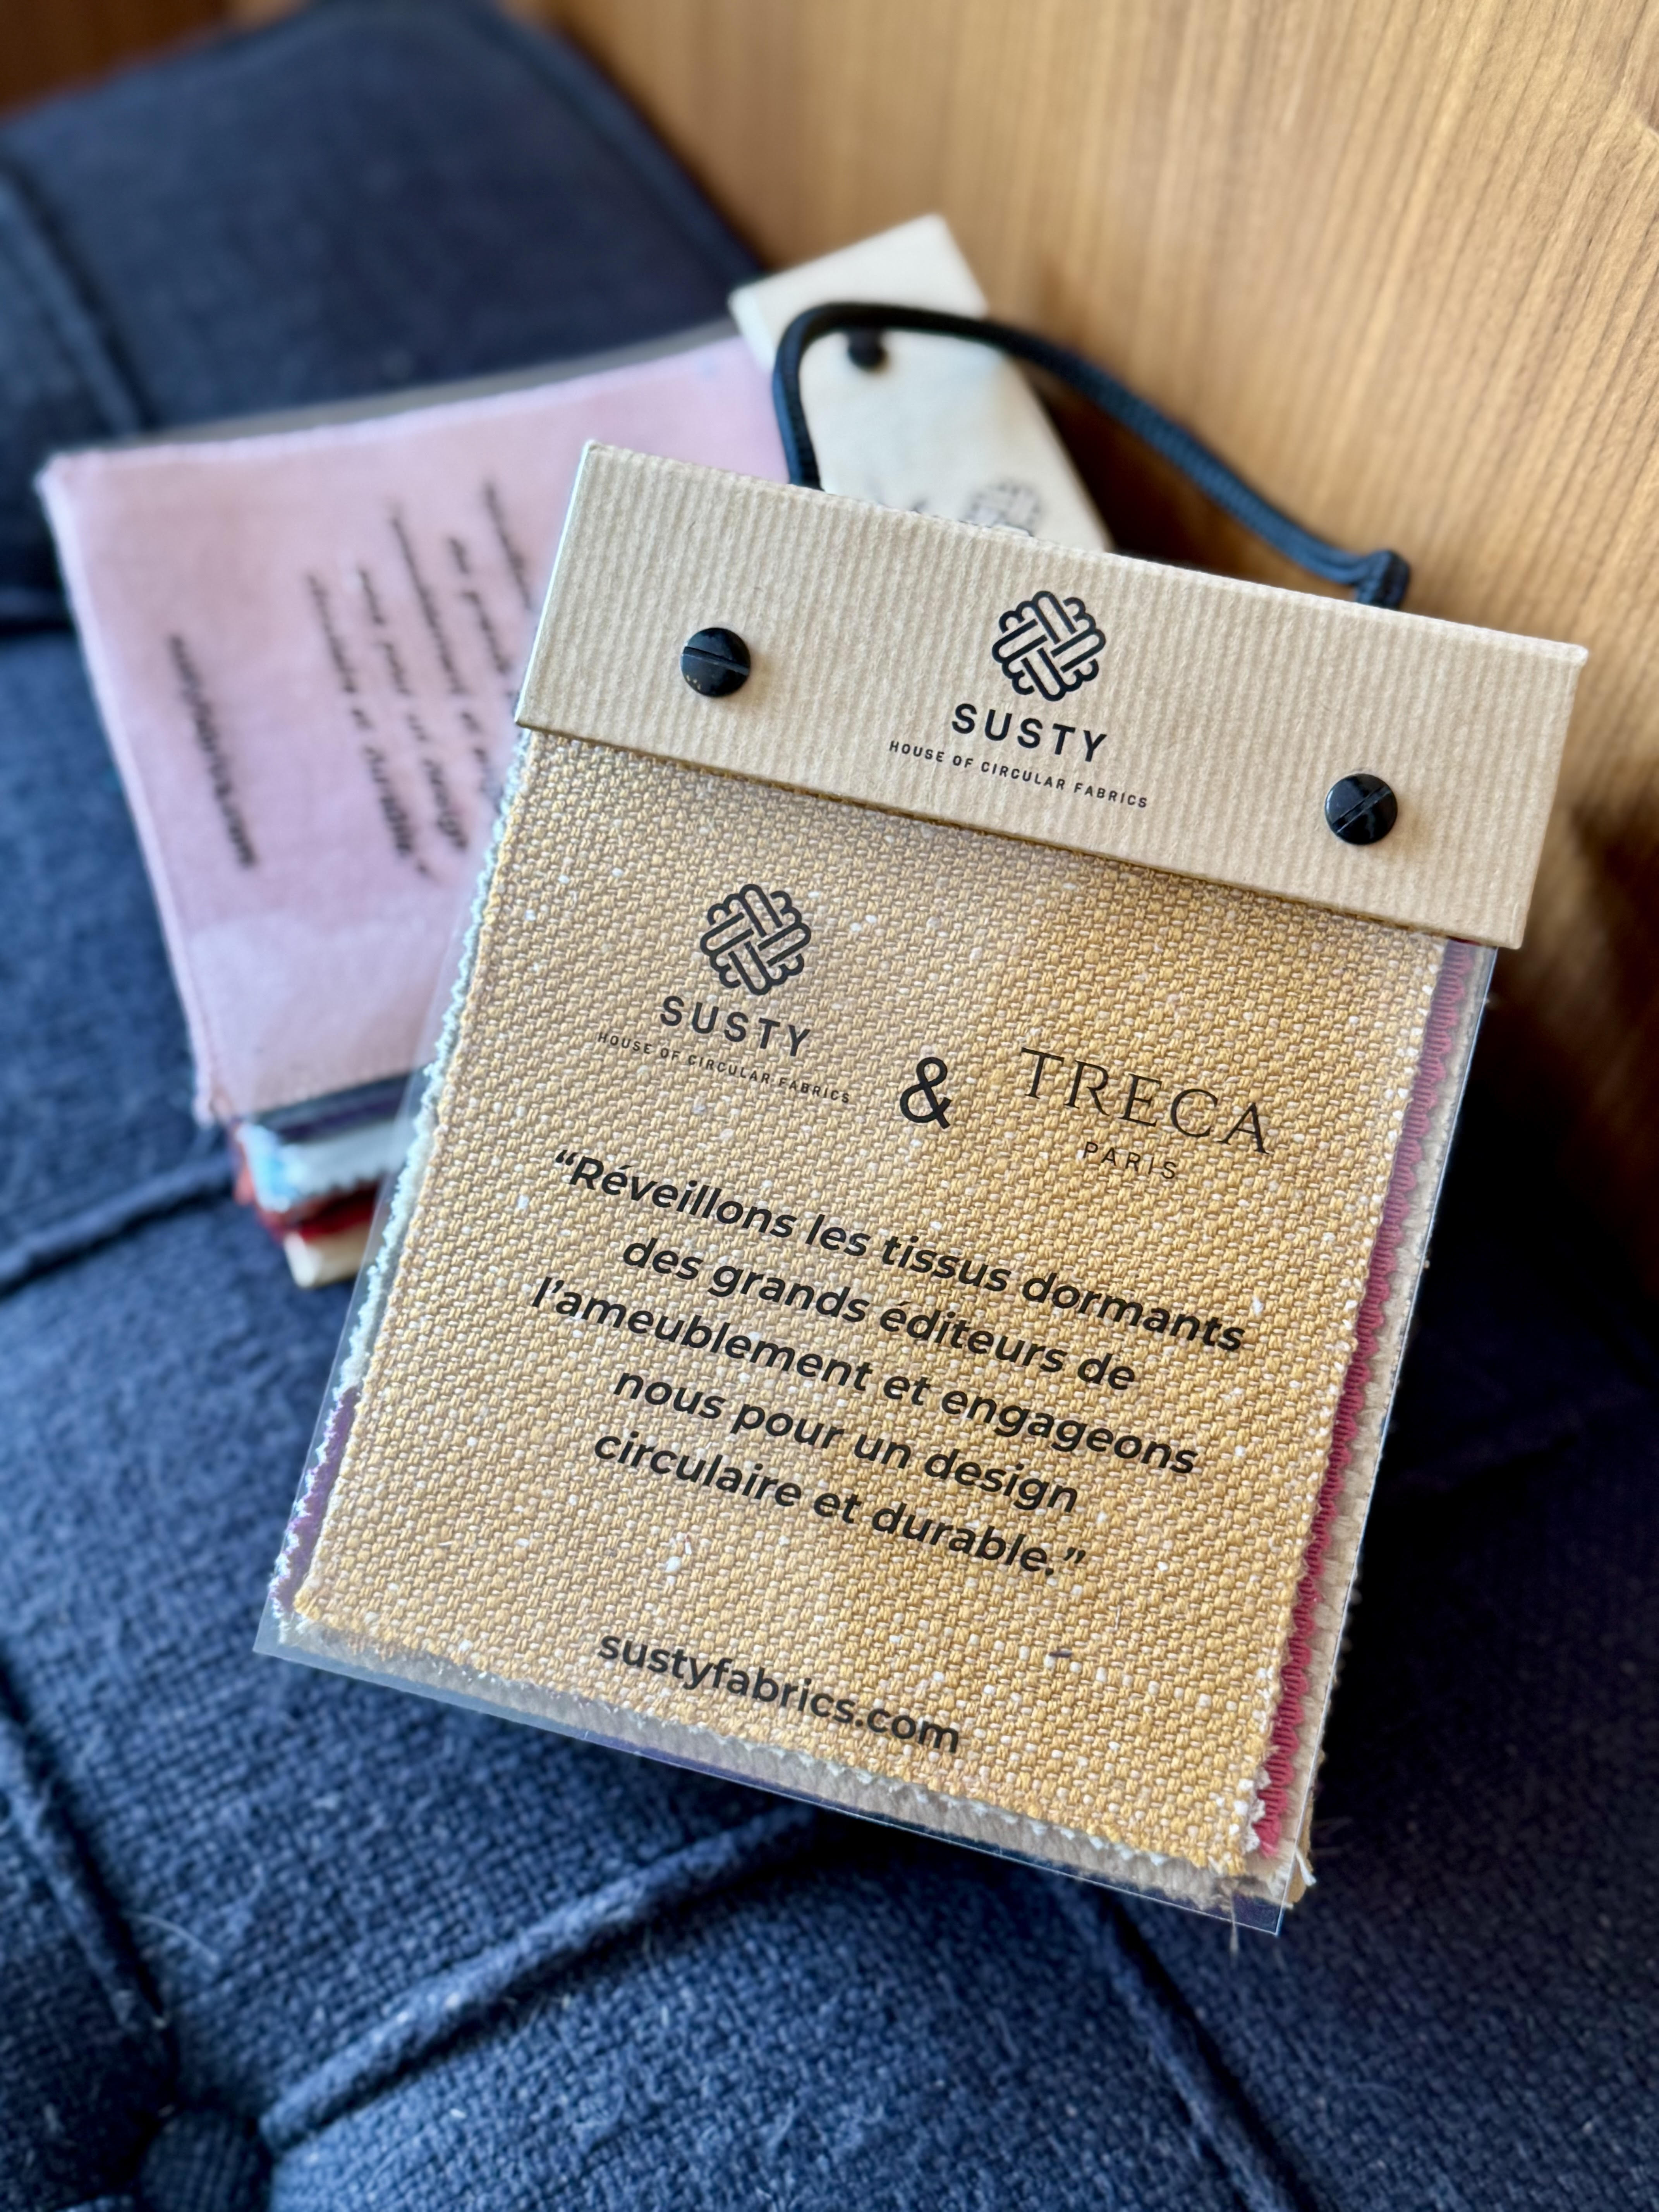 SUSTY
HOUSE OF CIRCULAR FABRICS
SUSTY
HOUSE OF CIRCULAR FABRICS
&
TRECA
PARIS
“Réveillons les tissus dormants
des grands éditeurs de
l’ameublement et engageons
nous pour un design
circulaire et durable.”
sustyfabrics.com